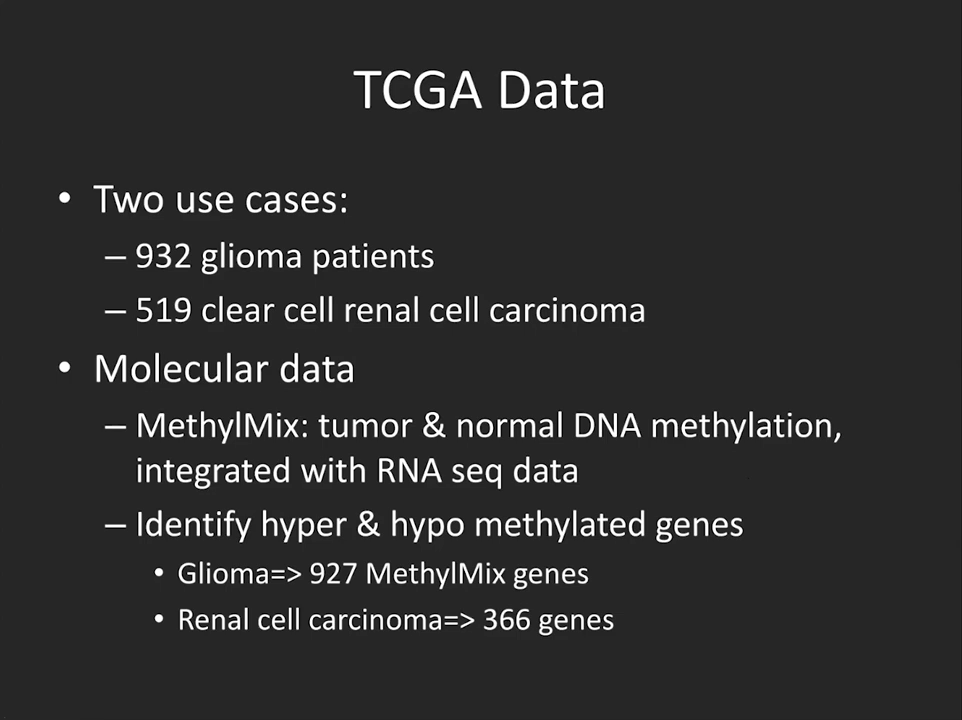 TCGA Data
• Two use cases:
– 932 glioma patients
– 519 clear cell renal cell carcinoma
• Molecular data
– MethylMix: tumor & normal DNA methylation,
integrated with RNA seq data
– Identify hyper & hypo methylated genes
• Glioma=> 927 MethylMix genes
• Renal cell carcinoma=> 366 genes